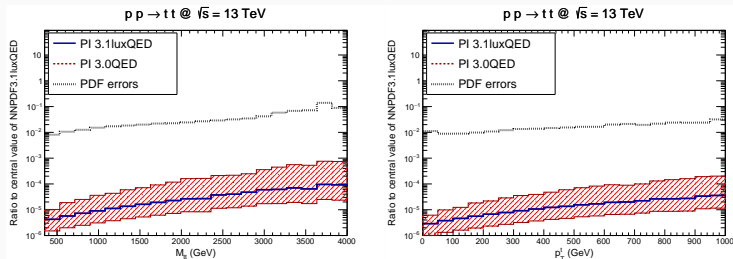 p p → t t @ √s = 13 TeV
Ratio to central value of NNPDF3.1luxQED
PI 3.1luxQED
PI 3.0QED
PDF errors
10
1
10⁻¹
10⁻²
10⁻³
10⁻⁴
10⁻⁵
10⁻⁶
500 1000 1500 2000 2500 3000 3500 4000
M_tt (GeV)
p p → t t @ √s = 13 TeV
Ratio to central value of NNPDF3.1luxQED
PI 3.1luxQED
PI 3.0QED
PDF errors
10
1
10⁻¹
10⁻²
10⁻³
10⁻⁴
10⁻⁵
10⁻⁶
0 100 200 300 400 500 600 700 800 900 1000
p_T^t (GeV)